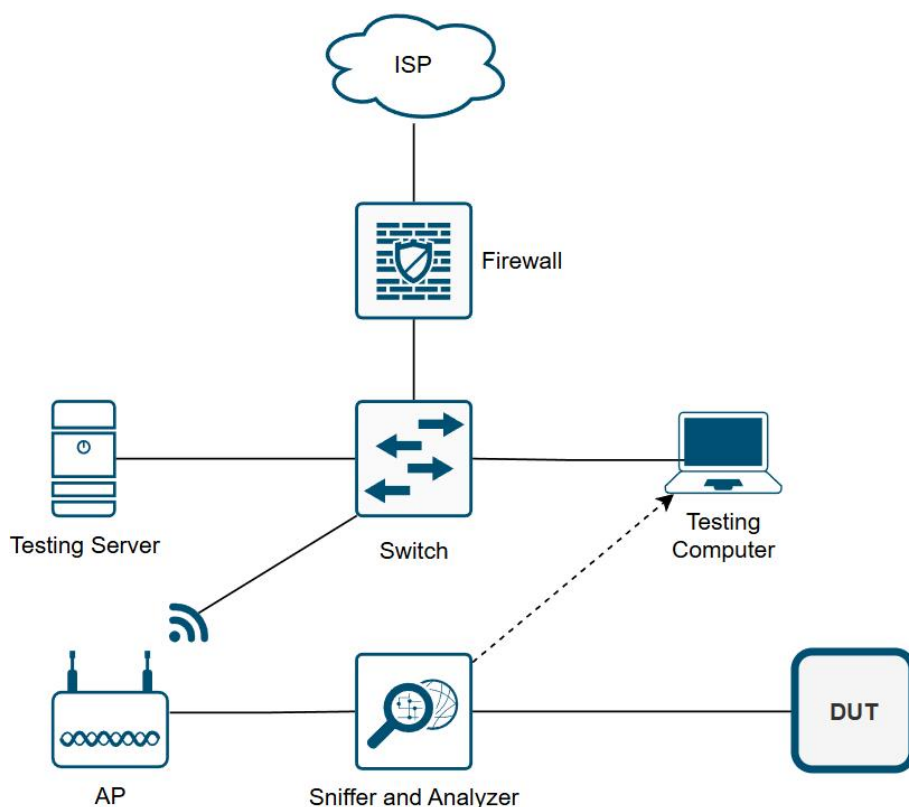 ISP
Firewall
Testing Server
Switch
Testing
Computer
DUT
AP
Sniffer and Analyzer